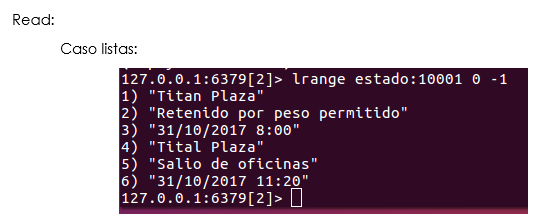 Read:
Caso listas:
127.0.0.1:6379[2]> lrange estado:10001 0 -1
1) "Titan Plaza"
2) "Retenido por peso permitido"
3) "31/10/2017 8:00"
4) "Tital Plaza"
5) "Salio de oficinas"
6) "31/10/2017 11:20"
127.0.0.1:6379[2]>